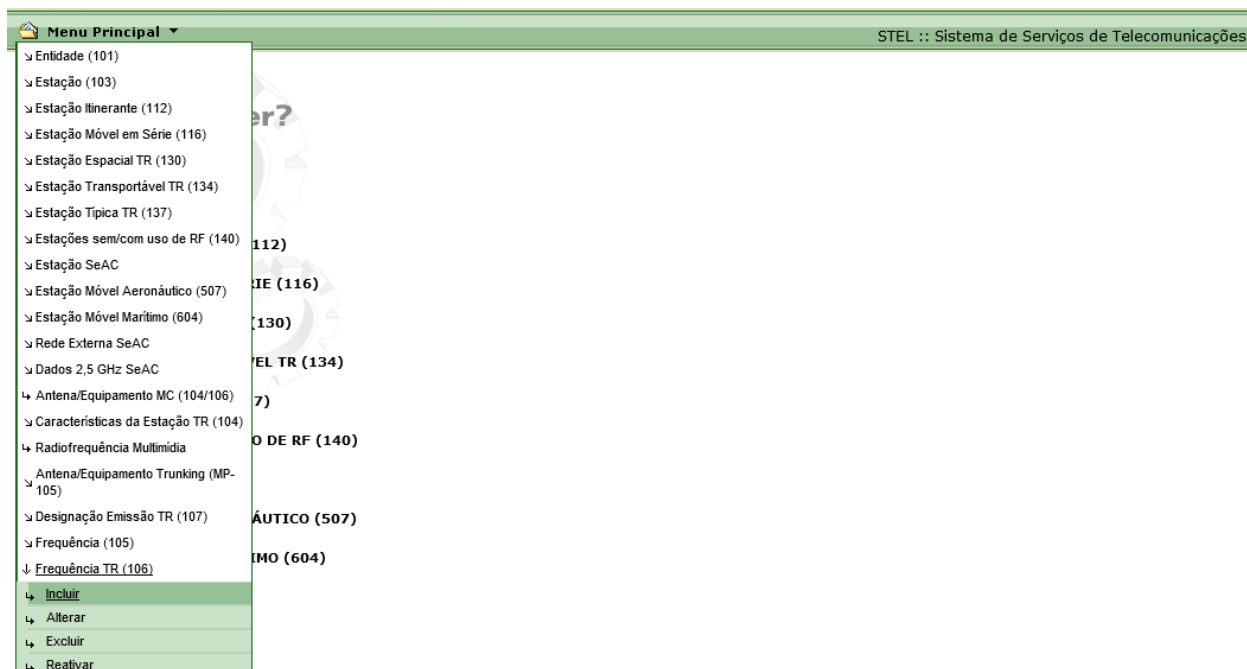 Menu Principal
STEL :: Sistema de Serviços de Telecomunicações
Entidade (101)
Estação (103)
Estação Itinerante (112)
er?
Estação Móvel em Série (116)
Estação Espacial TR (130)
Estação Transportável TR (134)
Estação Típica TR (137)
Estações sem/com uso de RF (140)
112)
Estação SeAC
RIE (116)
Estação Móvel Aeronáutico (507)
Estação Móvel Marítimo (604)
(130)
Rede Externa SeAC
VEL TR (134)
Dados 2,5 GHz SeAC
Antena/Equipamento MC (104/106)
7)
Características da Estação TR (104)
O DE RF (140)
Radiofrequência Multimídia
Antena/Equipamento Trunking (MP-
105)
Designação Emissão TR (107)
ÁUTICO (507)
Frequência (105)
IMO (604)
Frequência TR (106)
Incluir
Alterar
Excluir
Reativar